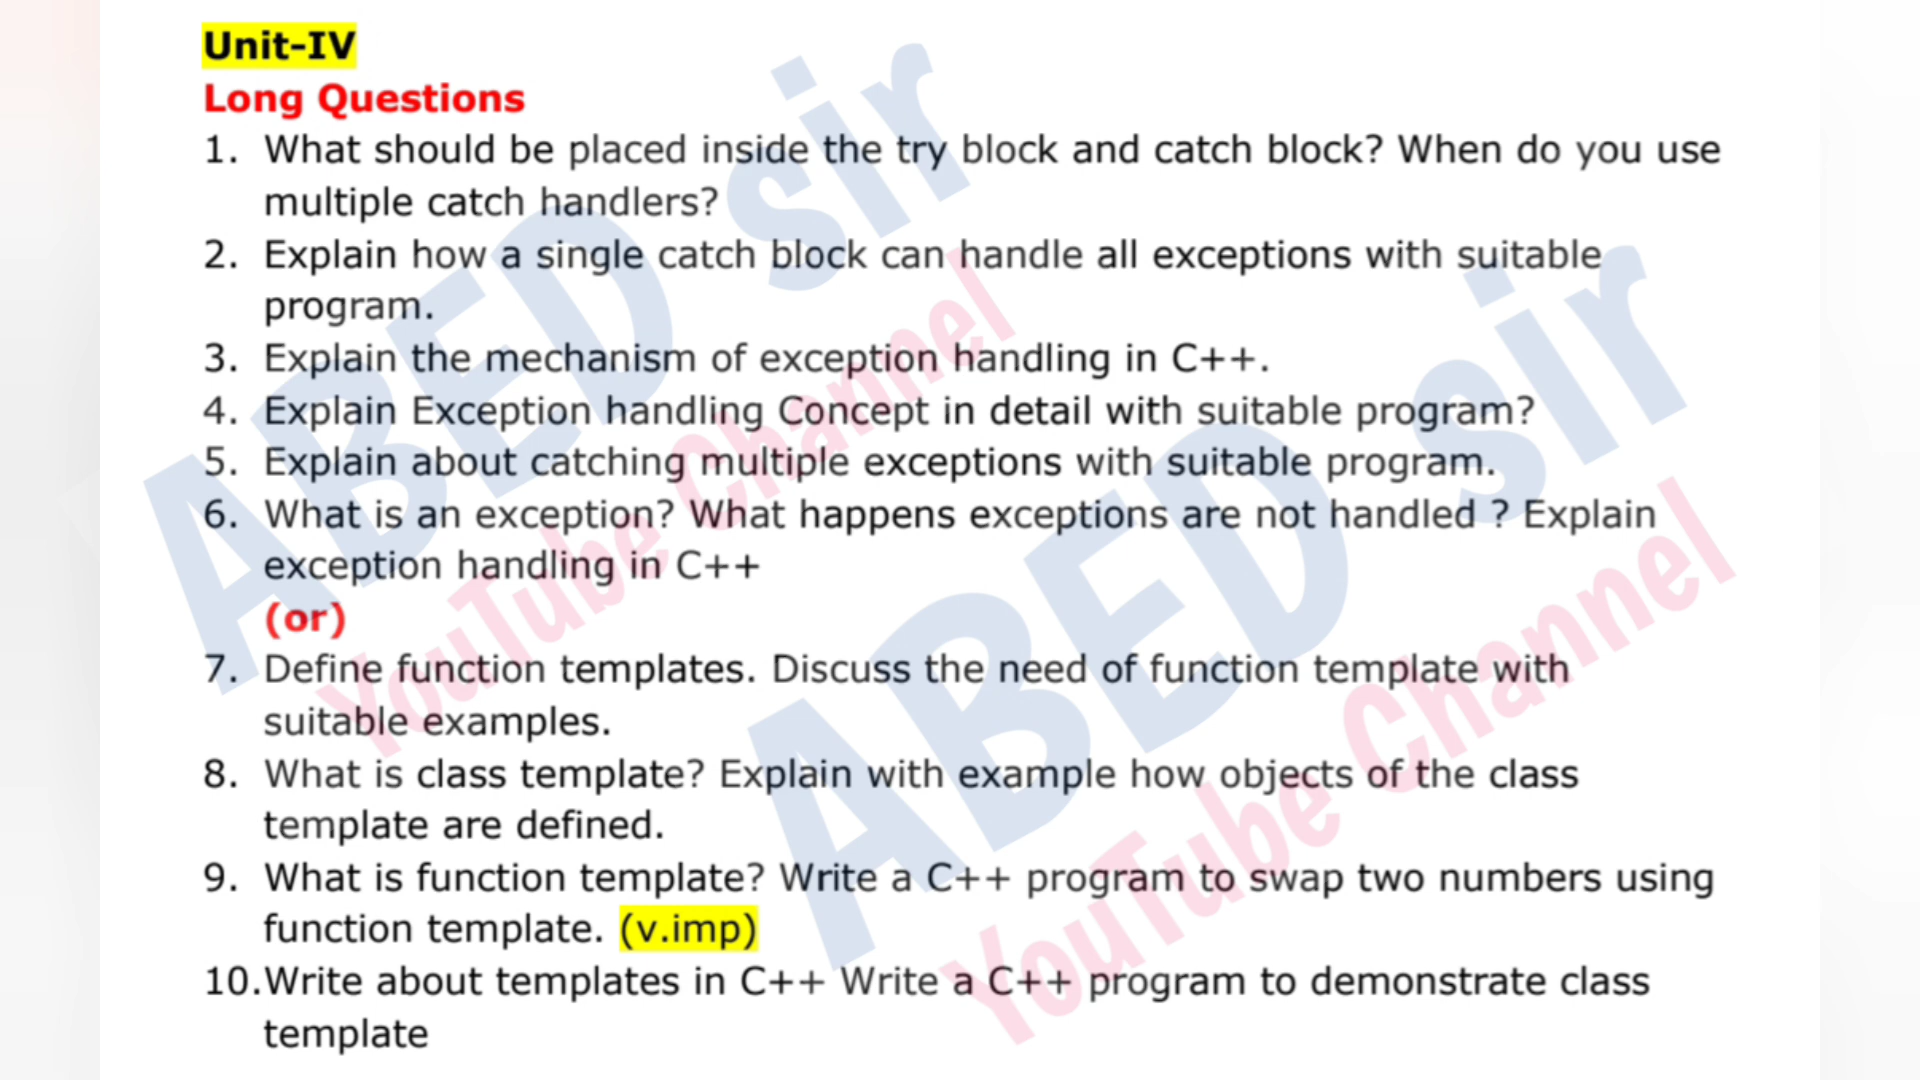 Unit-IV
Long Questions
1. What should be placed inside the try block and catch block? When do you use
multiple catch handlers?
2. Explain how a single catch block can handle all exceptions with suitable
program.
3. Explain the mechanism of exception handling in C++.
4. Explain Exception handling Concept in detail with suitable program?
5. Explain about catching multiple exceptions with suitable program.
6. What is an exception? What happens exceptions are not handled ? Explain
exception handling in C++
(or)
7. Define function templates. Discuss the need of function template with
suitable examples.
8. What is class template? Explain with example how objects of the class
template are defined.
9. What is function template? Write a C++ program to swap two numbers using
function template. (v.imp)
10.Write about templates in C++ Write a C++ program to demonstrate class
template
ABED sir
YouTube Channel
ABED sir
YouTube Channel